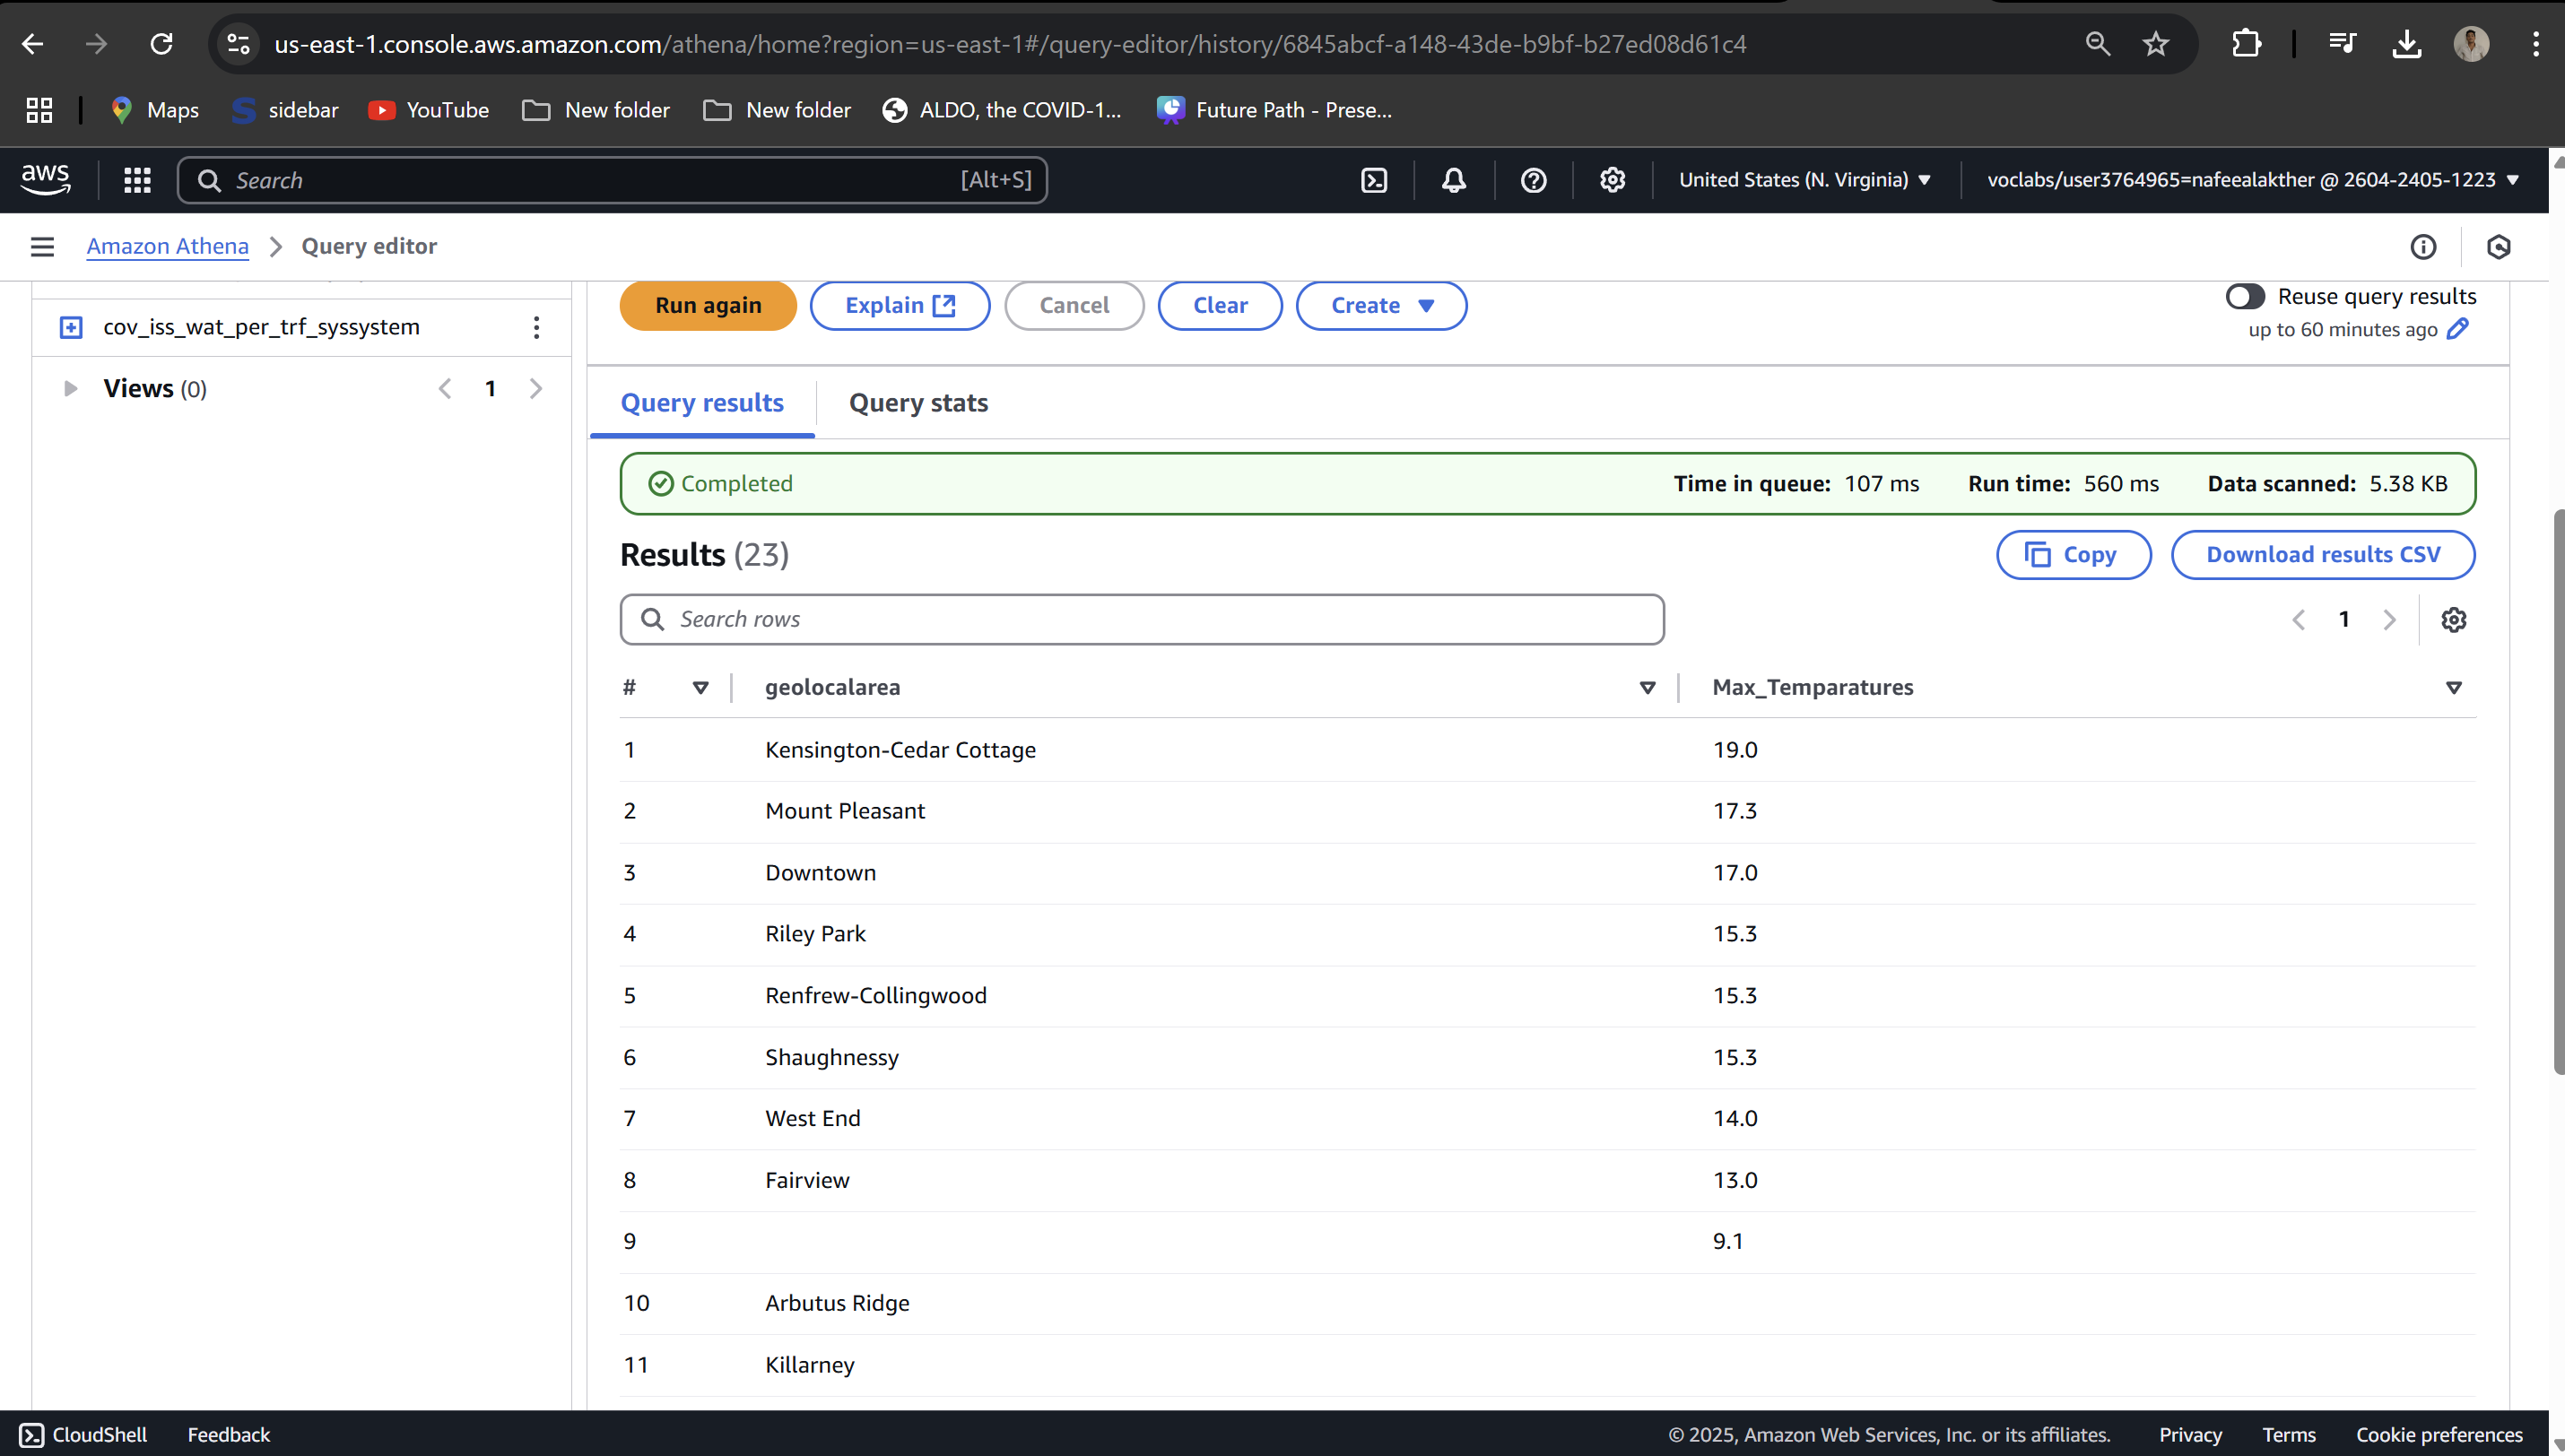 us-east-1.console.aws.amazon.com/athena/home?region=us-east-1#/query-editor/history/6845abcf-a148-43de-b9bf-b27ed08d61c4
Maps sidebar YouTube New folder New folder ALDO, the COVID-1... Future Path - Prese...
aws Search [Alt+S] United States (N. Virginia) voclabs/user3764965=nafeealakther @ 2604-2405-1223
Amazon Athena Query editor
Run again Explain Cancel Clear Create Reuse query results
up to 60 minutes ago
cov_iss_wat_per_trf_syssystem
Views (0) 1
Query results Query stats
Completed Time in queue: 107 ms Run time: 560 ms Data scanned: 5.38 KB
Results (23) Copy Download results CSV
Search rows 1
# geolocalarea Max_Temparatures
1 Kensington-Cedar Cottage 19.0
2 Mount Pleasant 17.3
3 Downtown 17.0
4 Riley Park 15.3
5 Renfrew-Collingwood 15.3
6 Shaughnessy 15.3
7 West End 14.0
8 Fairview 13.0
9 9.1
10 Arbutus Ridge
11 Killarney
CloudShell Feedback © 2025, Amazon Web Services, Inc. or its affiliates. Privacy Terms Cookie preferences